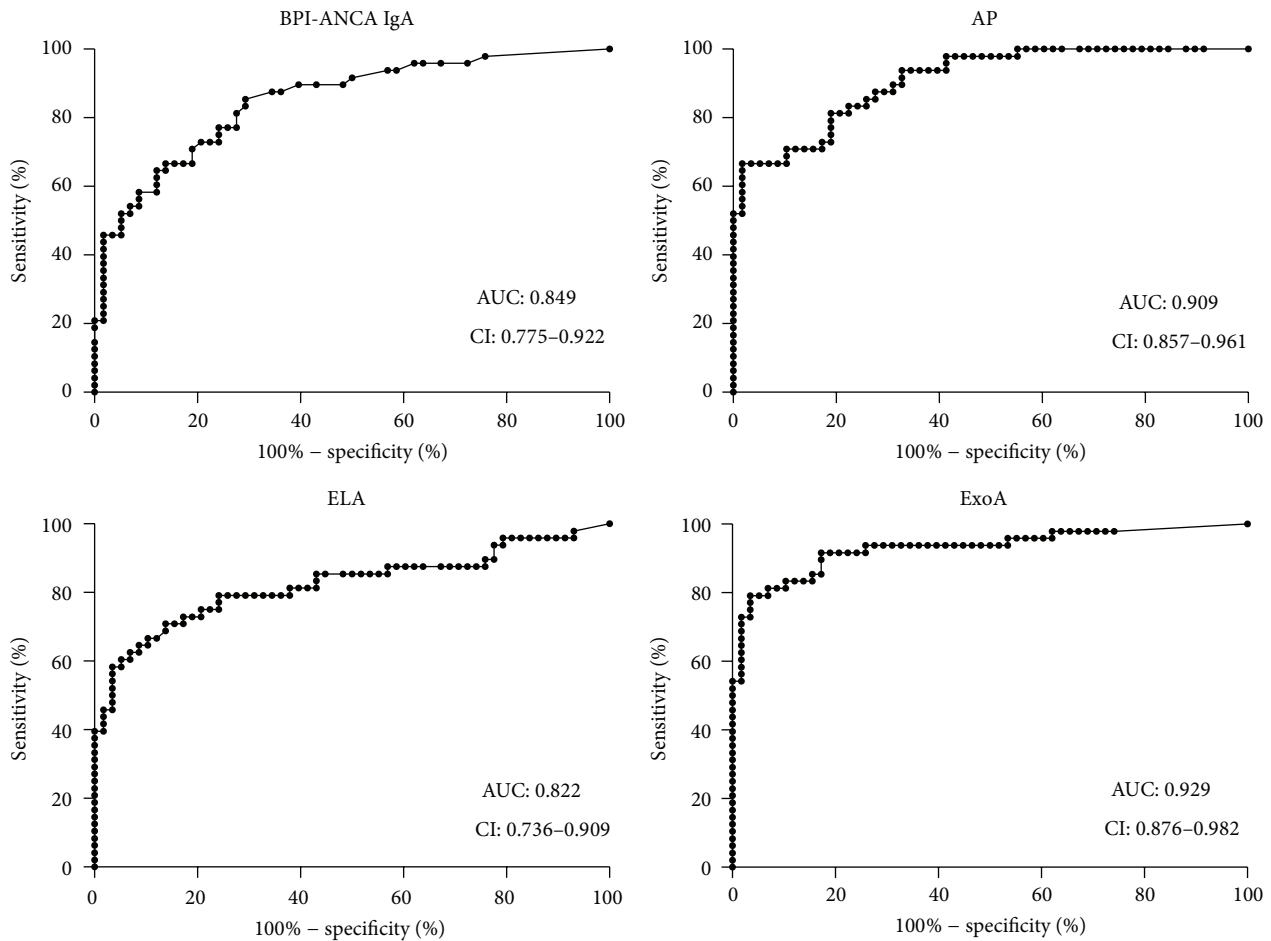 BPI-ANCA IgA
100
80
60
40
20
0
Sensitivity (%)
AUC: 0.849
CI: 0.775–0.922
0 20 40 60 80 100
100% − specificity (%)
AP
100
80
60
40
20
0
Sensitivity (%)
AUC: 0.909
CI: 0.857–0.961
0 20 40 60 80 100
100% − specificity (%)
ELA
100
80
60
40
20
0
Sensitivity (%)
AUC: 0.822
CI: 0.736–0.909
0 20 40 60 80 100
100% − specificity (%)
ExoA
100
80
60
40
20
0
Sensitivity (%)
AUC: 0.929
CI: 0.876–0.982
0 20 40 60 80 100
100% − specificity (%)